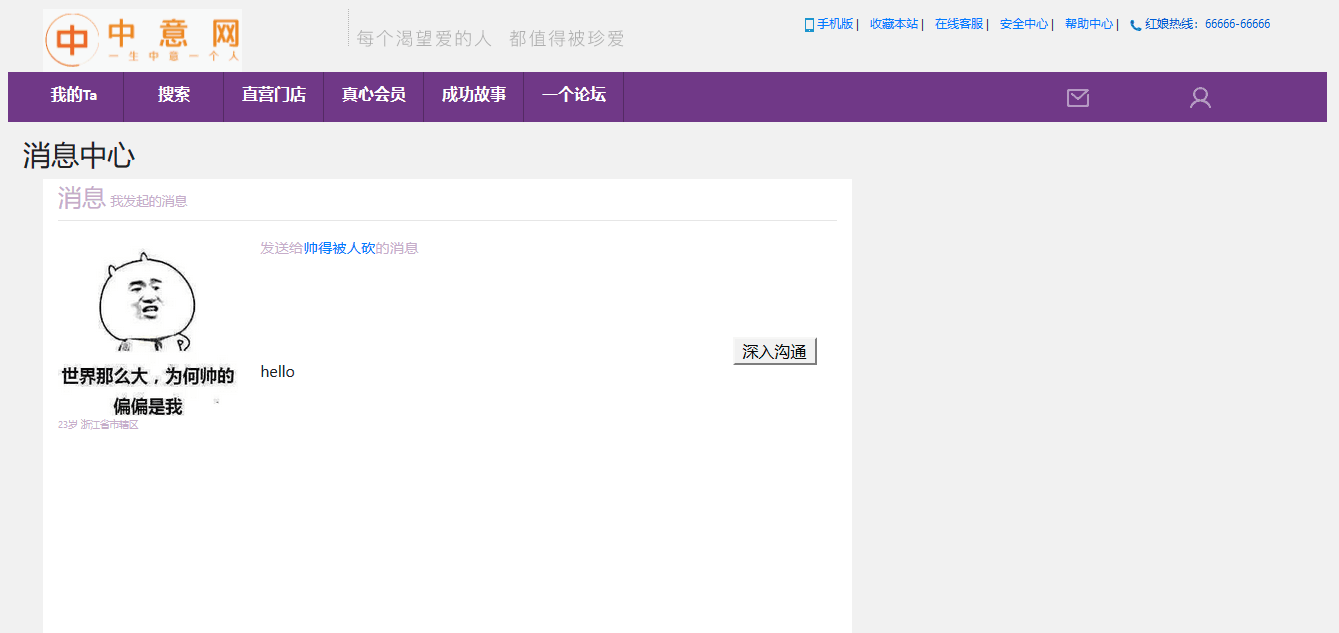 中 中意网
一生中意一个人
每个渴望爱的人 都值得被珍爱
手机版| 收藏本站| 在线客服| 安全中心| 帮助中心| 红娘热线：66666-66666
我的Ta 搜索 直营门店 真心会员 成功故事 一个论坛
消息中心
消息 我发起的消息
发送给帅得被人砍的消息
深入沟通
hello
世界那么大，为何帅的
偏偏是我
23岁 浙江省市辖区